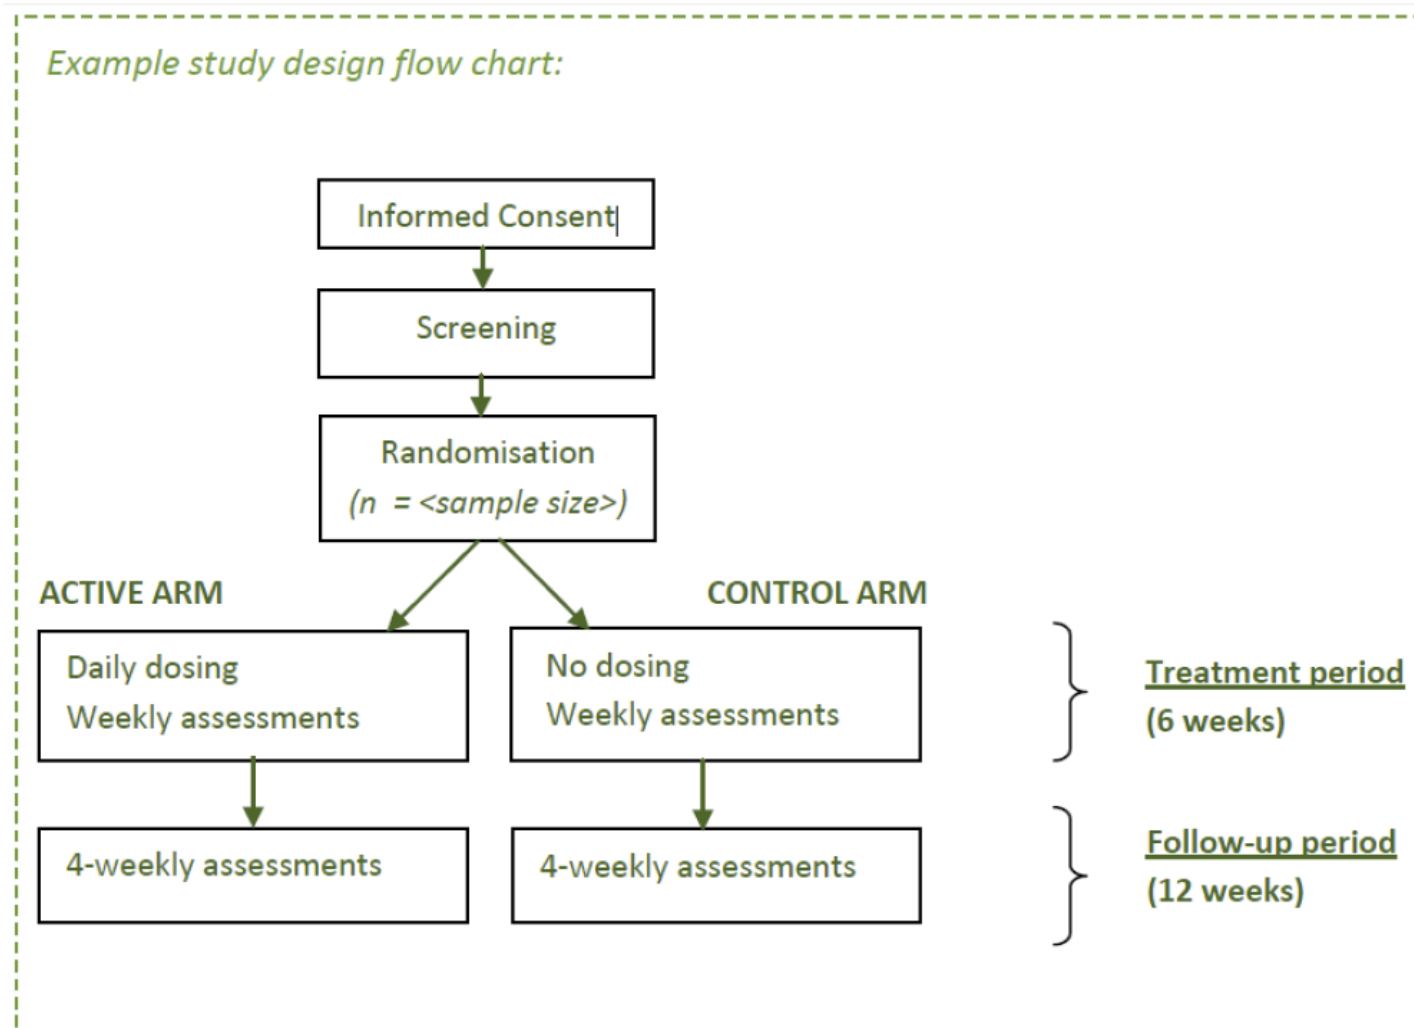 Example study design flow chart:
Informed Consent
Screening
Randomisation
(n = <sample size>)
ACTIVE ARM
CONTROL ARM
Daily dosing
Weekly assessments
No dosing
Weekly assessments
Treatment period
(6 weeks)
4-weekly assessments
4-weekly assessments
Follow-up period
(12 weeks)